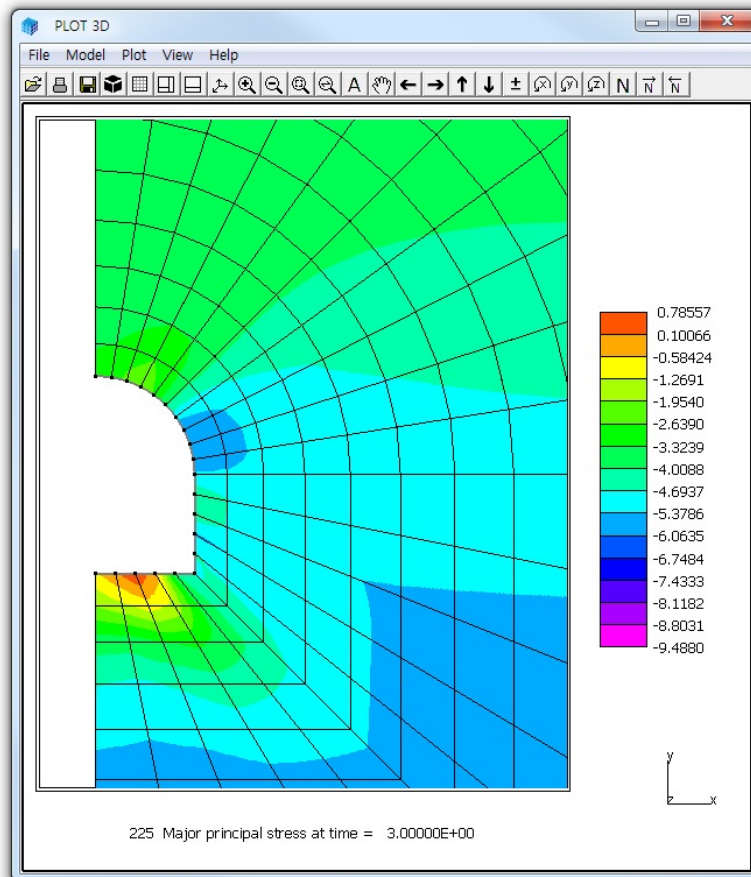 PLOT 3D
File Model Plot View Help
A ± (x) (y) (z) N N N
0.78557
0.10066
-0.58424
-1.2691
-1.9540
-2.6390
-3.3239
-4.0088
-4.6937
-5.3786
-6.0635
-6.7484
-7.4333
-8.1182
-8.8031
-9.4880
y
z x
225 Major principal stress at time = 3.00000E+00